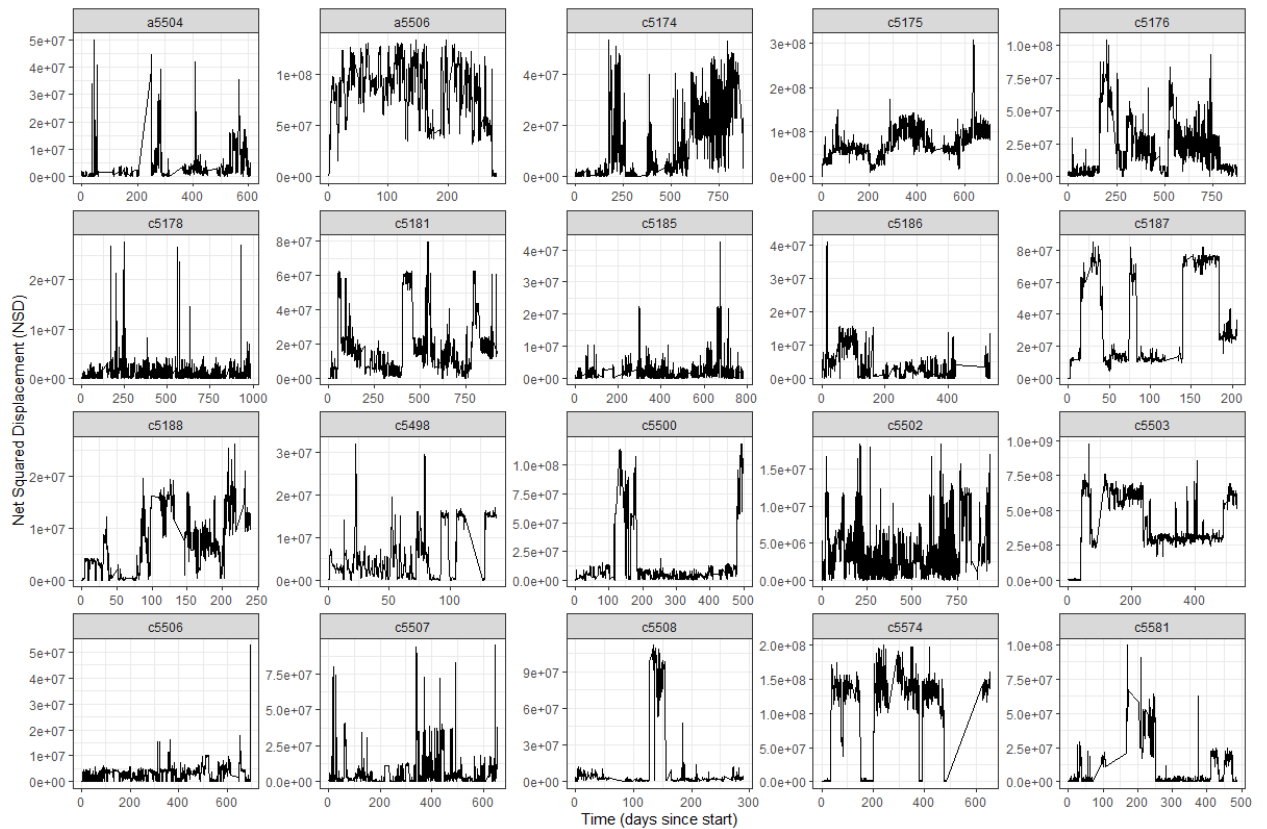 a5504 a5506 c5174 c5175 c5176
5e+07
4e+07
3e+07
2e+07
1e+07
0e+00
0 200 400 600
1e+08
5e+07
0e+00
0 100 200
4e+07
2e+07
0e+00
0 250 500 750
3e+08
2e+08
1e+08
0e+00
0 200 400 600
1.0e+08
7.5e+07
5.0e+07
2.5e+07
0.0e+00
0 250 500 750
c5178 c5181 c5185 c5186 c5187
2e+07
1e+07
0e+00
0 250 500 750 1000
8e+07
6e+07
4e+07
2e+07
0e+00
0 250 500 750
4e+07
3e+07
2e+07
1e+07
0e+00
0 200 400 600 800
4e+07
3e+07
2e+07
1e+07
0e+00
0 200 400
8e+07
6e+07
4e+07
2e+07
0e+00
0 50 100 150 200
Net Squared Displacement (NSD)
c5188 c5498 c5500 c5502 c5503
2e+07
1e+07
0e+00
0 50 100 150 200 250
3e+07
2e+07
1e+07
0e+00
0 50 100
1.0e+08
7.5e+07
5.0e+07
2.5e+07
0.0e+00
0 100 200 300 400 500
1.5e+07
1.0e+07
5.0e+06
0.0e+00
0 250 500 750
1.0e+09
7.5e+08
5.0e+08
2.5e+08
0.0e+00
0 200 400
c5506 c5507 c5508 c5574 c5581
5e+07
4e+07
3e+07
2e+07
1e+07
0e+00
0 200 400 600
7.5e+07
5.0e+07
2.5e+07
0.0e+00
0 200 400 600
9e+07
6e+07
3e+07
0e+00
0 100 200 300
2.0e+08
1.5e+08
1.0e+08
5.0e+07
0.0e+00
0 200 400 600
1.0e+08
7.5e+07
5.0e+07
2.5e+07
0.0e+00
0 100 200 300 400 500
Time (days since start)